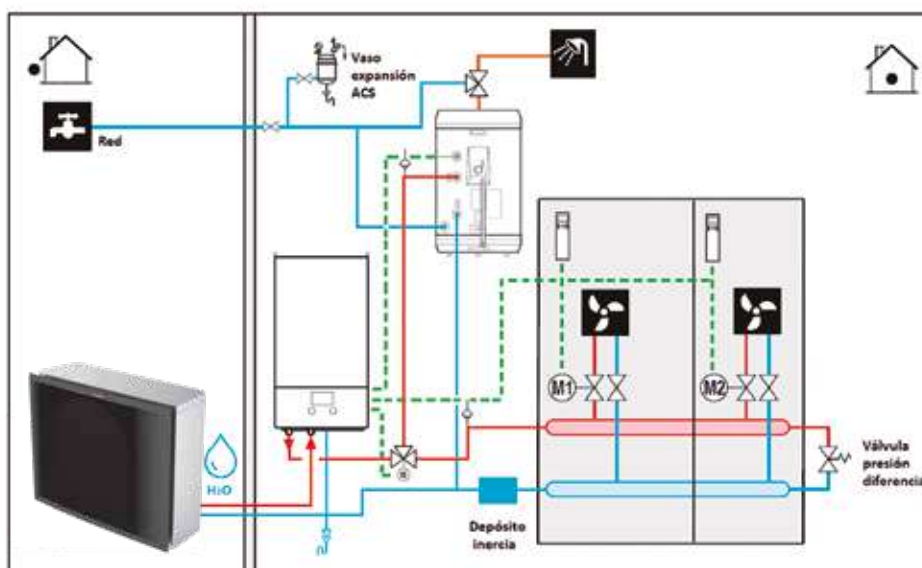 Vaso
expansión
ACS
Red
H₂O
M1
M2
Válvula
presión
diferencia
Depósito
inercia